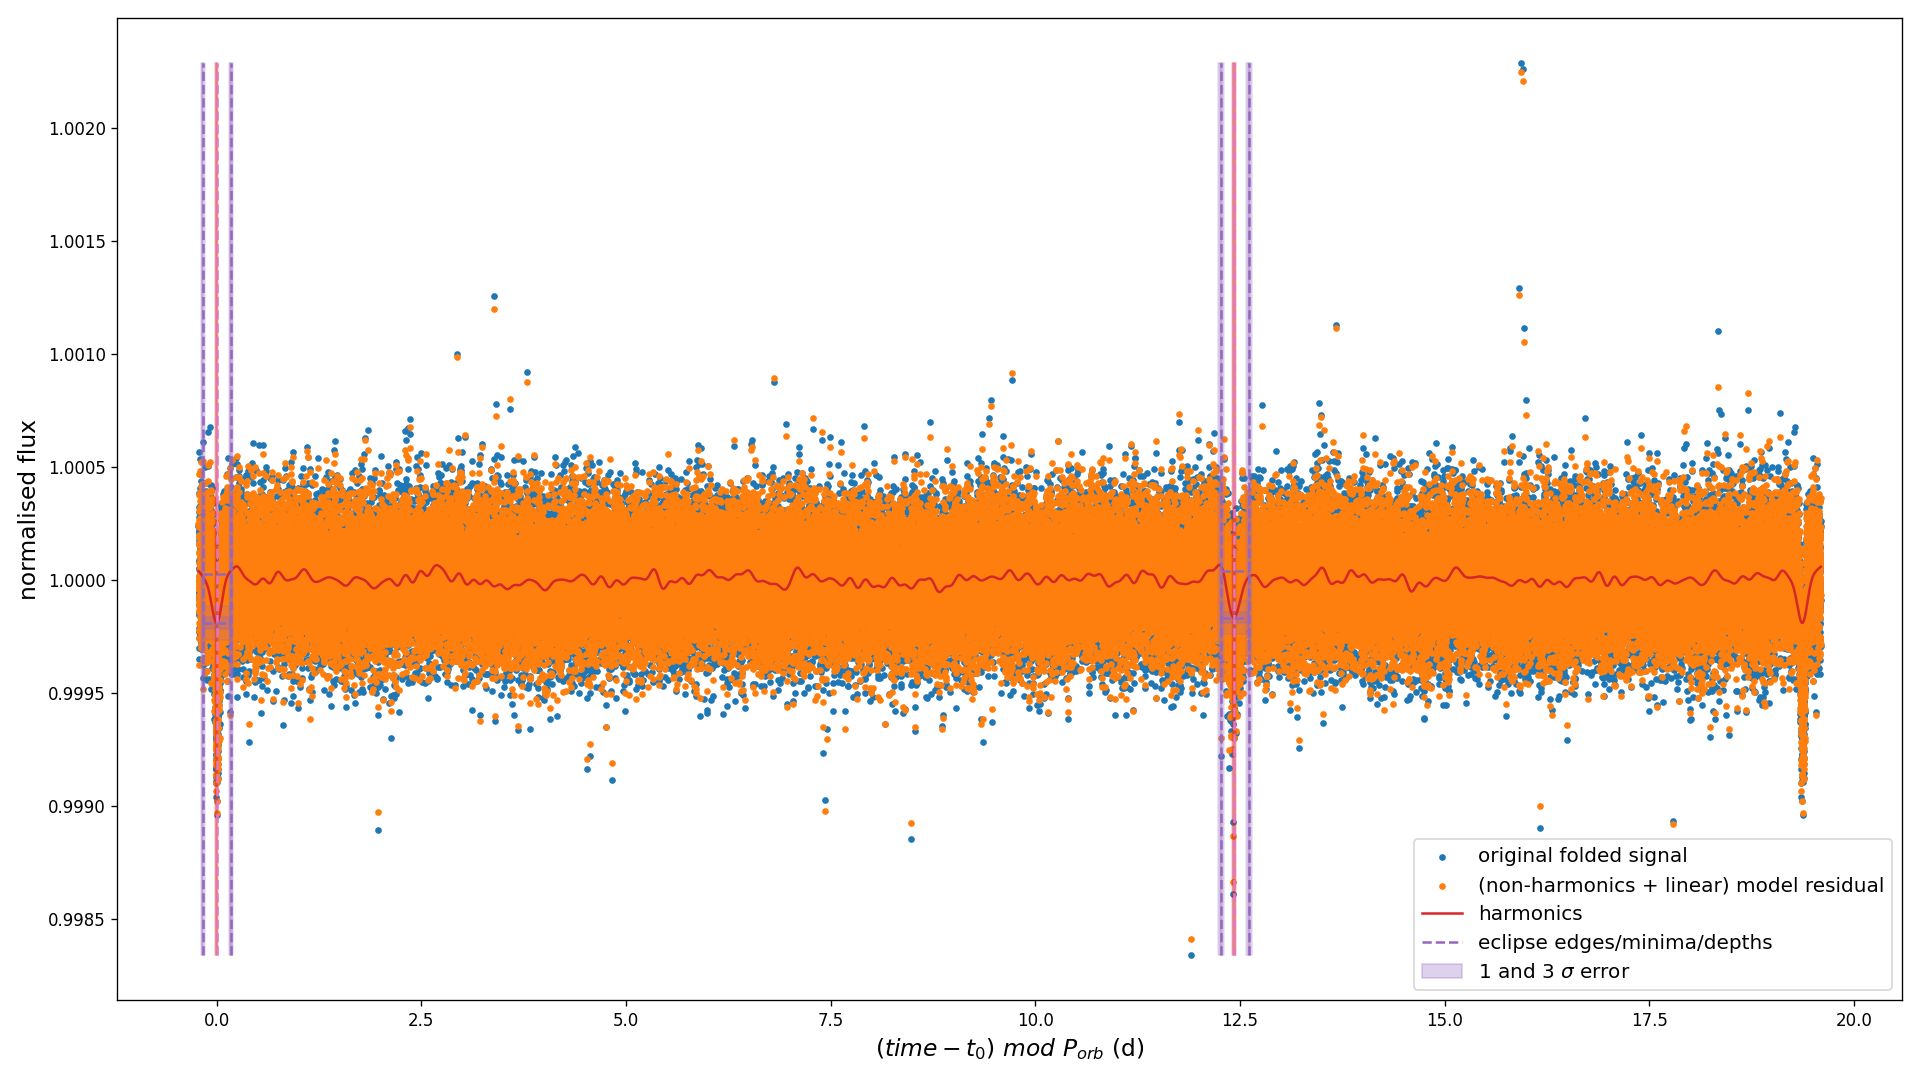 normalised flux
1.0020
1.0015
1.0010
1.0005
1.0000
0.9995
0.9990
0.9985
original folded signal
(non-harmonics + linear) model residual
harmonics
eclipse edges/minima/depths
1 and 3 σ error
0.0 2.5 5.0 7.5 10.0 12.5 15.0 17.5 20.0
(time − t₀) mod Pₒᵣb (d)